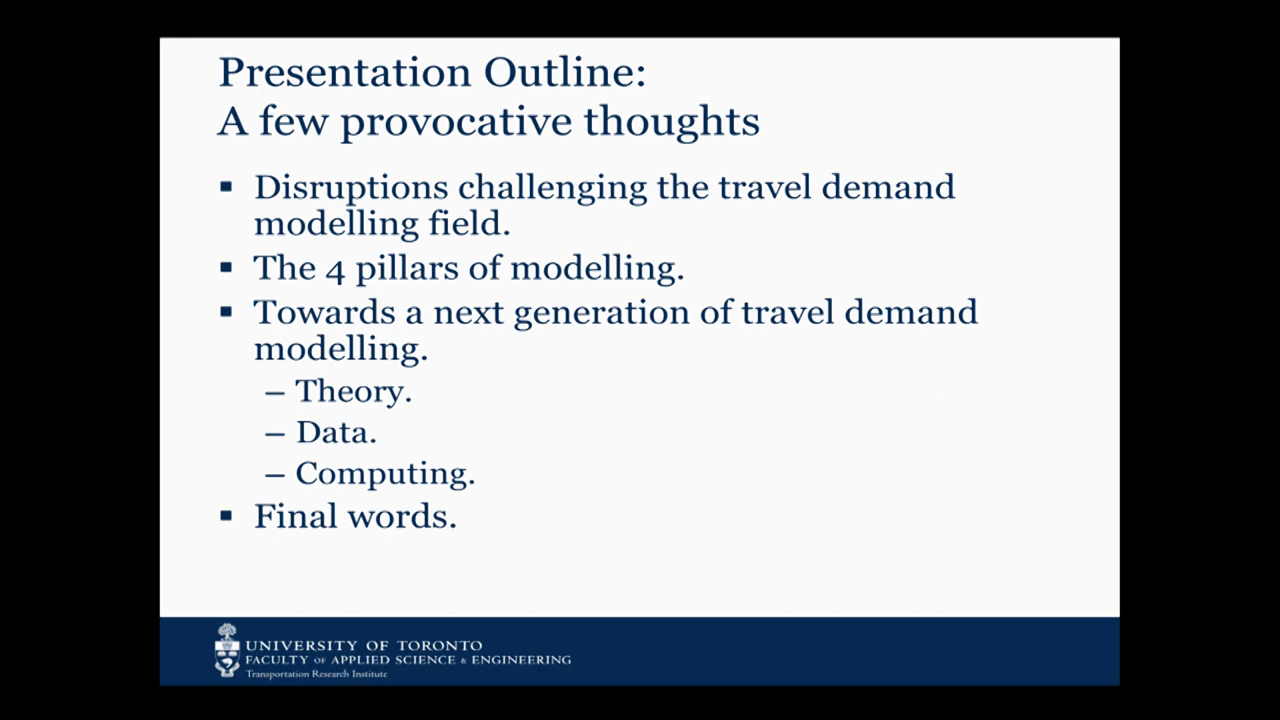 Presentation Outline:
A few provocative thoughts
▪ Disruptions challenging the travel demand
modelling field.
▪ The 4 pillars of modelling.
▪ Towards a next generation of travel demand
modelling.
– Theory.
– Data.
– Computing.
▪ Final words.
UNIVERSITY OF TORONTO
FACULTY OF APPLIED SCIENCE & ENGINEERING
Transportation Research Institute